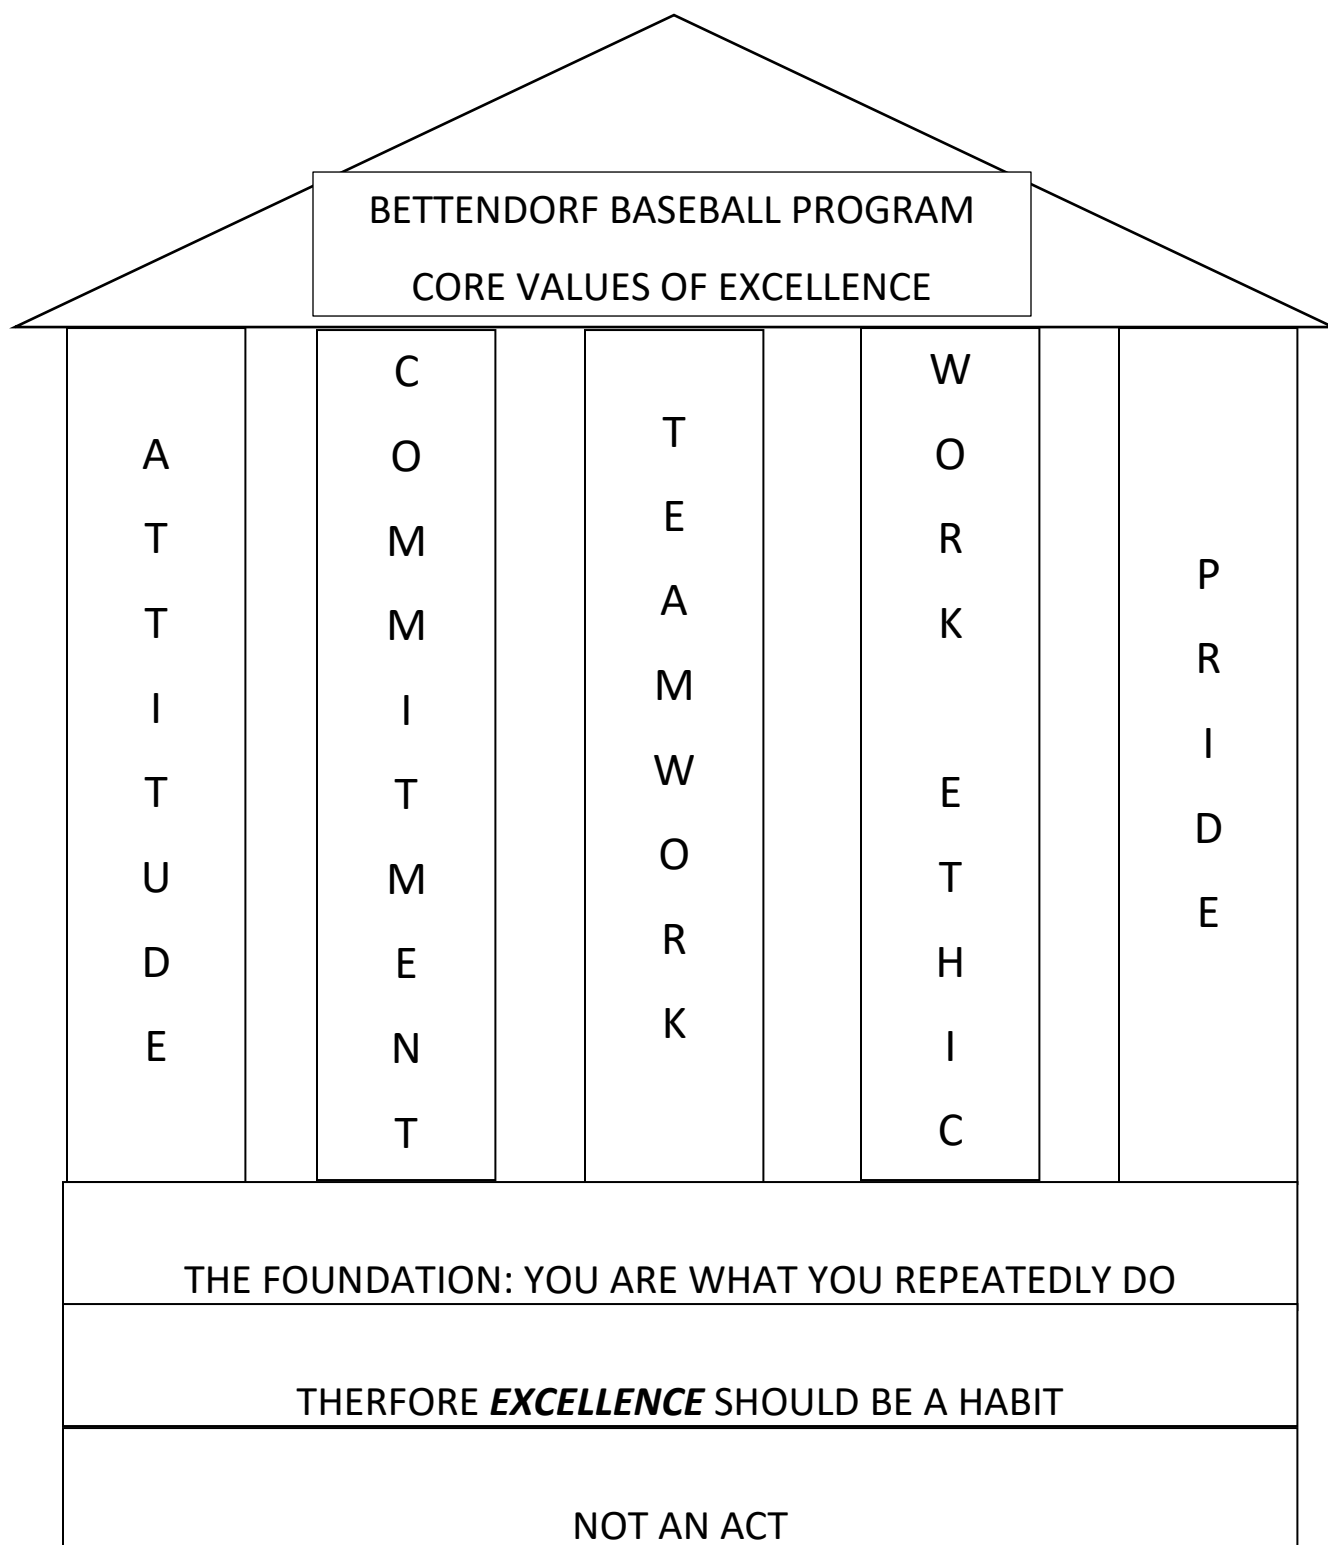 BETTENDORF BASEBALL PROGRAM
CORE VALUES OF EXCELLENCE
ATTITUDE
COMMITMENT
TEAMWORK
WORK ETHIC
PRIDE
THE FOUNDATION: YOU ARE WHAT YOU REPEATEDLY DO
THERFORE EXCELLENCE SHOULD BE A HABIT
NOT AN ACT